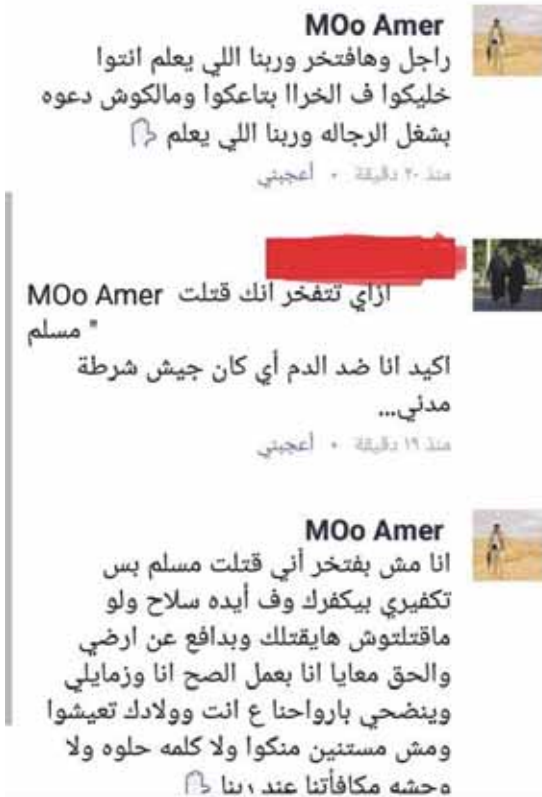 MOo Amer
راجل وهافتخر وربنا اللي يعلم انتوا
خليكوا ف الخراا بتاعكوا ومالكوش دعوه
بشغل الرجاله وربنا اللي يعلم
منذ ٢٠ دقيقة • أعجبني
ازاي تتفخر انك قتلت MOo Amer
" مسلم
اكيد انا ضد الدم أي كان جيش شرطة
مدني...
منذ ١٩ دقيقة • أعجبني
MOo Amer
انا مش بفتخر أني قتلت مسلم بس
تكفيري بيكفرك وف أيده سلاح ولو
ماقتلتوش هايقتلك وبدافع عن ارضي
والحق معايا انا بعمل الصح انا وزمايلي
وينضحي بارواحنا ع انت وولادك تعيشوا
ومش مستنين منكوا ولا كلمه حلوه ولا
وحشه مكافأتنا عند ربنا